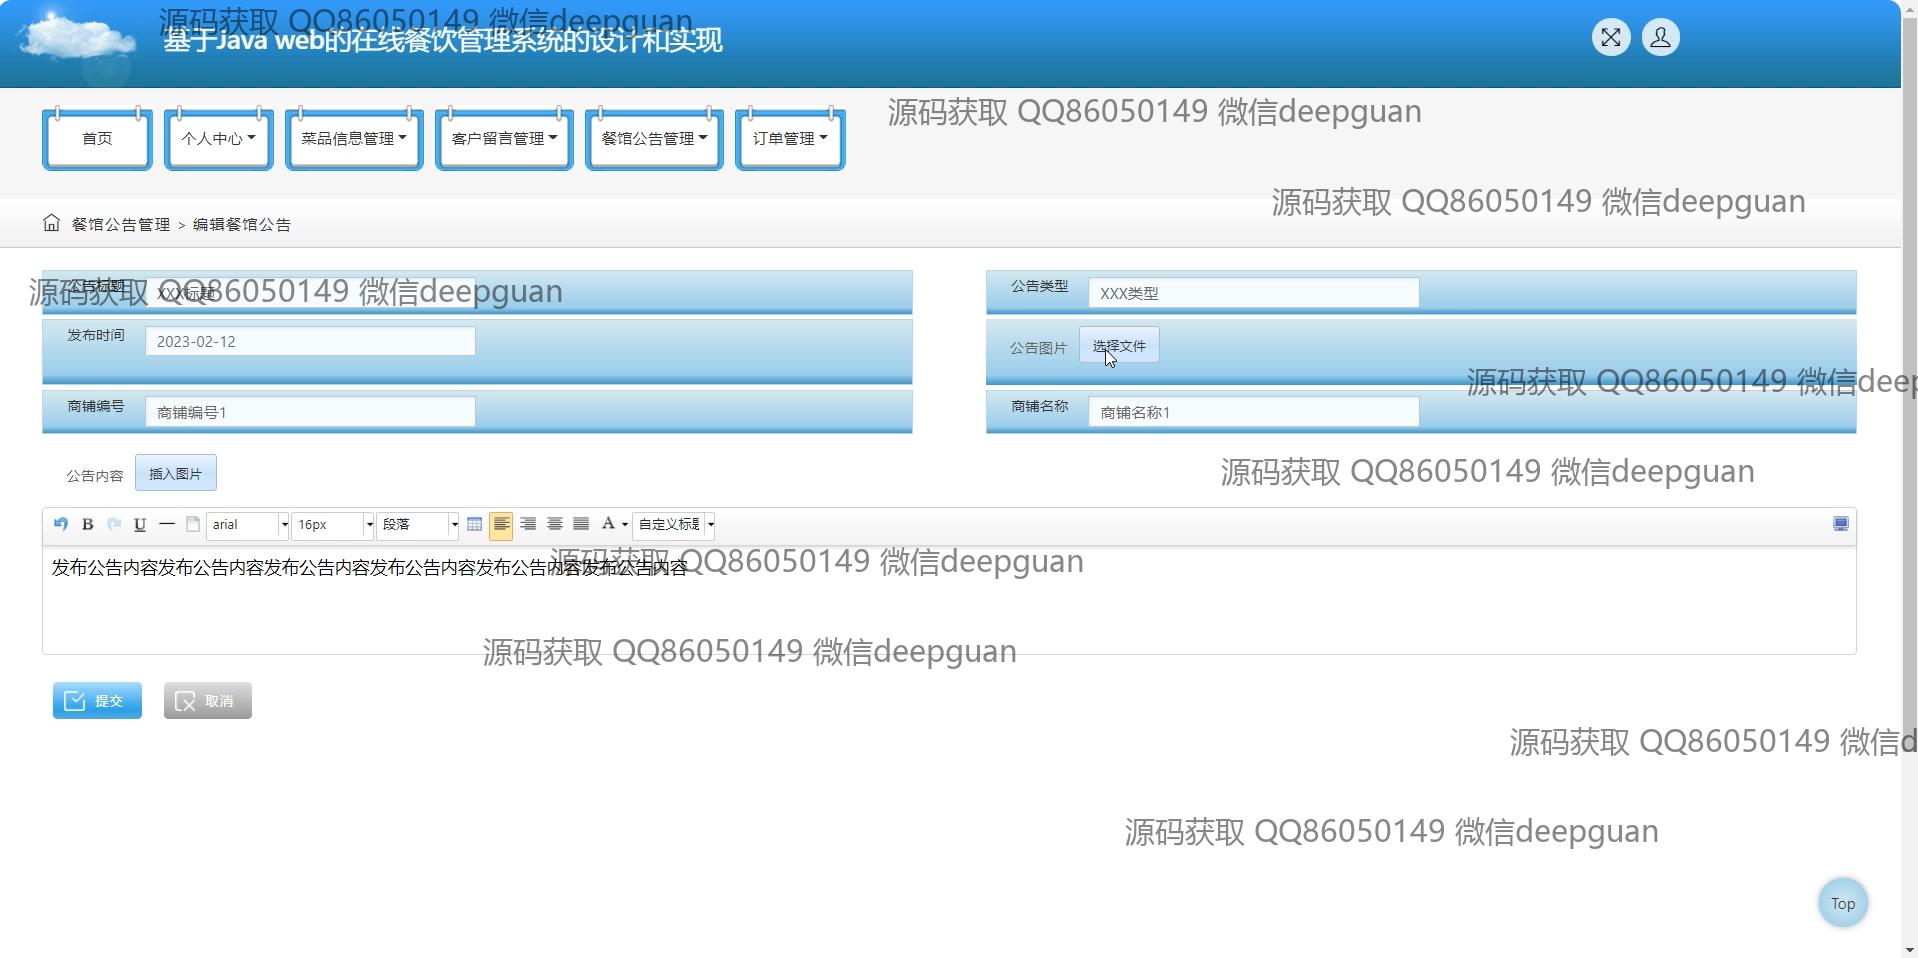 源码获取 QQ86050149 微信deepguan
基于Java web的在线餐饮管理系统的设计和实现
首页 个人中心 菜品信息管理 客户留言管理 餐馆公告管理 订单管理
源码获取 QQ86050149 微信deepguan
源码获取 QQ86050149 微信deepguan
餐馆公告管理 > 编辑餐馆公告
公告标题 XXX标题 公告类型 XXX类型
源码获取 QQ86050149 微信deepguan
发布时间 2023-02-12 公告图片 选择文件
源码获取 QQ86050149 微信deep
商铺编号 商铺编号1 商铺名称 商铺名称1
公告内容 插入图片
源码获取 QQ86050149 微信deepguan
B U arial 16px 段落 A 自定义标题
发布公告内容发布公告内容发布公告内容发布公告内容发布公告内容发布公告内容
源码获取 QQ86050149 微信deepguan
源码获取 QQ86050149 微信deepguan
提交 取消
源码获取 QQ86050149 微信d
源码获取 QQ86050149 微信deepguan
Top